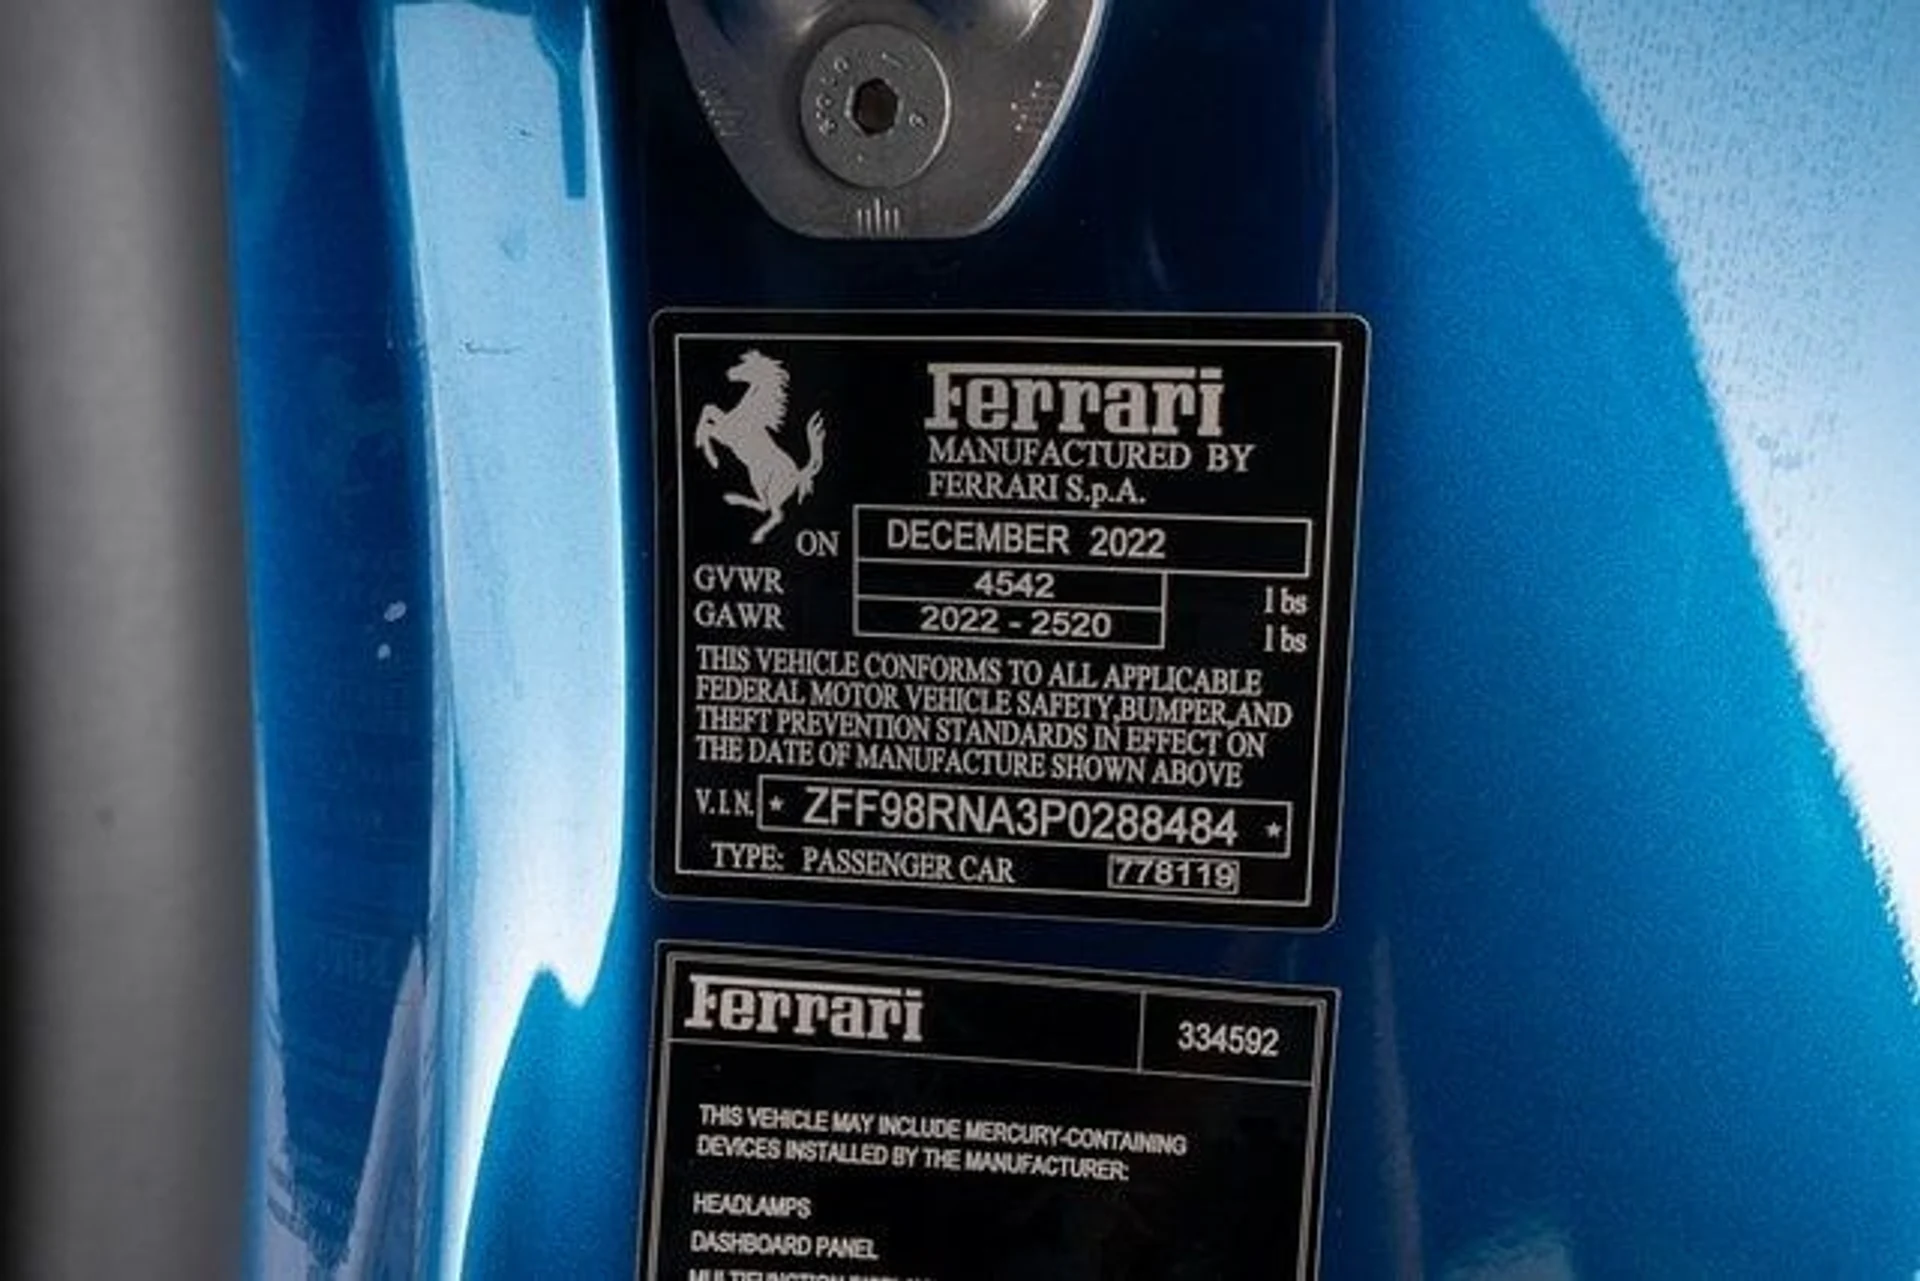 Ferrari
MANUFACTURED BY
FERRARI S.p.A.
ON DECEMBER 2022
GVWR 4542 lbs
GAWR 2022 - 2520 lbs
THIS VEHICLE CONFORMS TO ALL APPLICABLE
FEDERAL MOTOR VEHICLE SAFETY,BUMPER,AND
THEFT PREVENTION STANDARDS IN EFFECT ON
THE DATE OF MANUFACTURE SHOWN ABOVE
V.I.N. * ZFF98RNA3P0288484 *
TYPE: PASSENGER CAR 778119
Ferrari 334592
THIS VEHICLE MAY INCLUDE MERCURY-CONTAINING
DEVICES INSTALLED BY THE MANUFACTURER:
HEADLAMPS
DASHBOARD PANEL